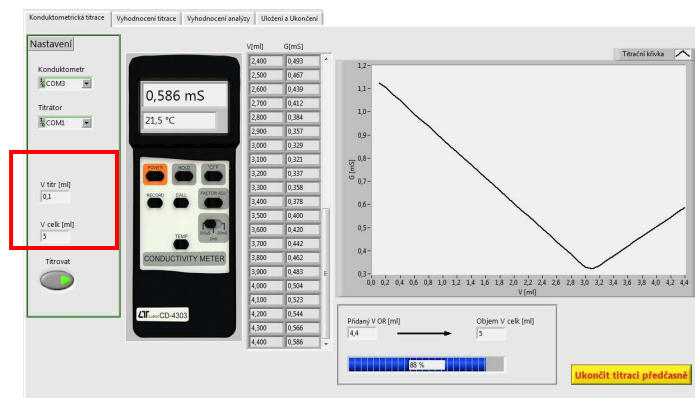 Konduktometrická titrace
Vyhodnocení titrace
Vyhodnocení analýzy
Uložení a Ukončení
Nastavení
Konduktometr
COM3
Titrátor
COM1
V titr [ml]
0,1
V celk [ml]
5
Titrovat
0,586 mS
21,5 °C
POWER
HOLD
RECORD
CALL
FACTOR ADJ.
TEMP.
CONDUCTIVITY METER
CD-4303
V[ml] G[mS]
2,400 0,493
2,500 0,467
2,600 0,439
2,700 0,412
2,800 0,384
2,900 0,357
3,000 0,329
3,100 0,321
3,200 0,337
3,300 0,358
3,400 0,378
3,500 0,400
3,600 0,420
3,700 0,442
3,800 0,462
3,900 0,483
4,000 0,504
4,100 0,523
4,200 0,544
4,300 0,566
4,400 0,586
Titrační křivka
G [mS]
1,2
1,1
1,0
0,9
0,8
0,7
0,6
0,5
0,4
0,3
0,0 0,2 0,4 0,6 0,8 1,0 1,2 1,4 1,6 1,8 2,0 2,2 2,4 2,6 2,8 3,0 3,2 3,4 3,6 3,8 4,0 4,2 4,4
V [ml]
Přidaný V OR [ml]
4,4
Objem V celk [ml]
5
88 %
Ukončit titraci předčasně